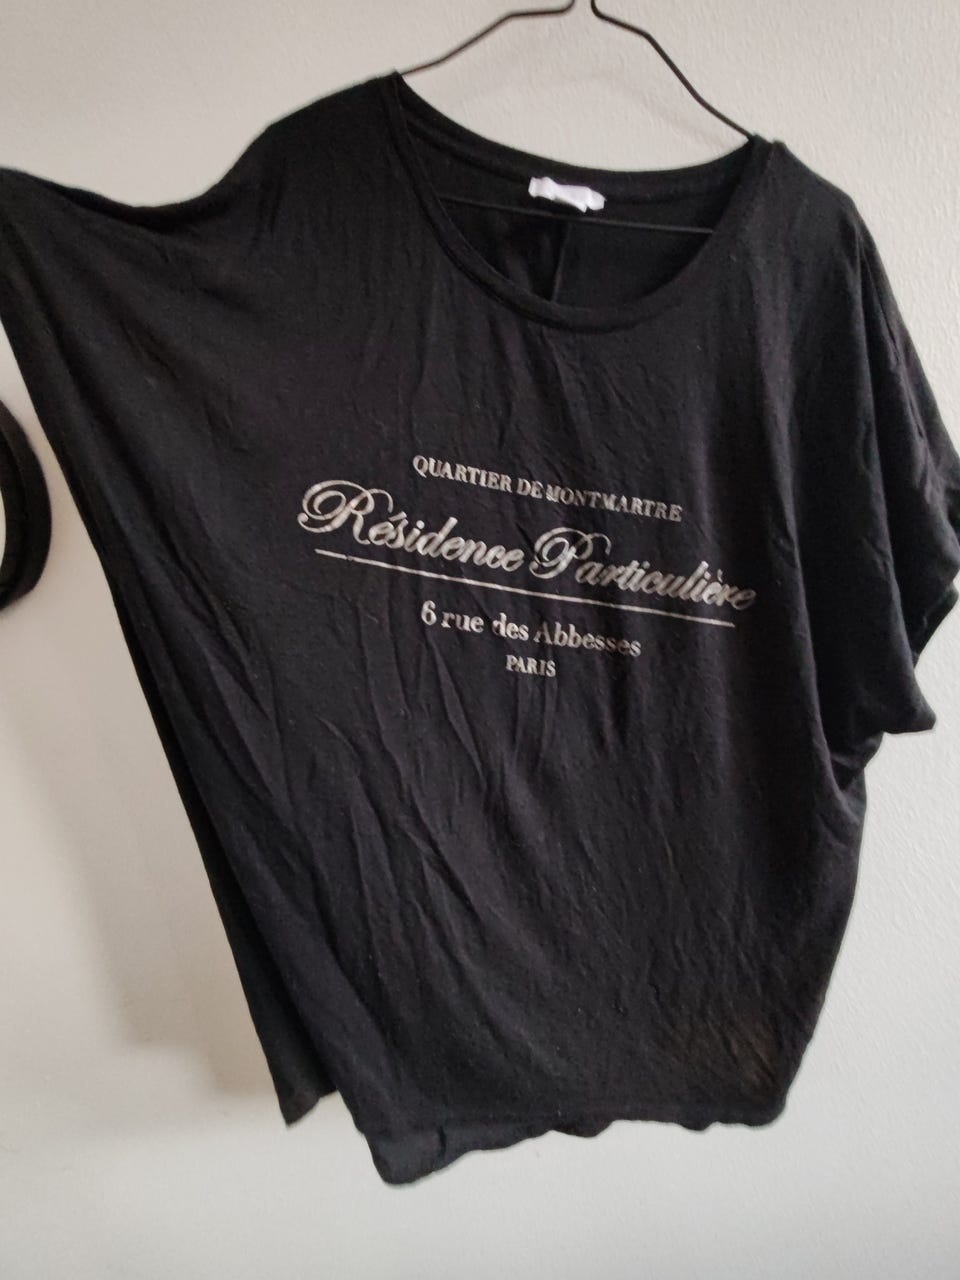 QUARTIER DE MONTMARTRE
Résidence Particulière
6 rue des Abbesses
PARIS